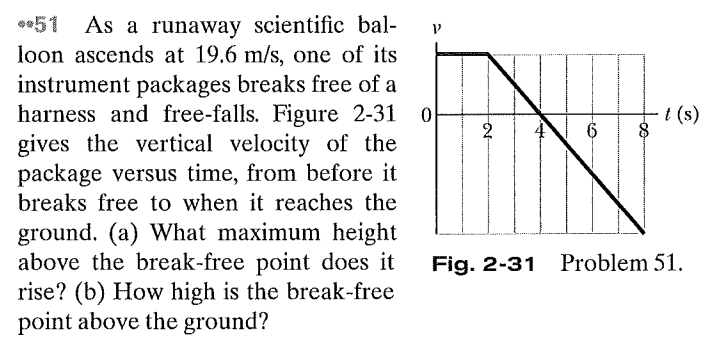 ••51 As a runaway scientific bal-
loon ascends at 19.6 m/s, one of its
instrument packages breaks free of a
harness and free-falls. Figure 2-31
gives the vertical velocity of the
package versus time, from before it
breaks free to when it reaches the
ground. (a) What maximum height
above the break-free point does it
rise? (b) How high is the break-free
point above the ground?
v
0
2 4 6 8
t (s)
Fig. 2-31 Problem 51.